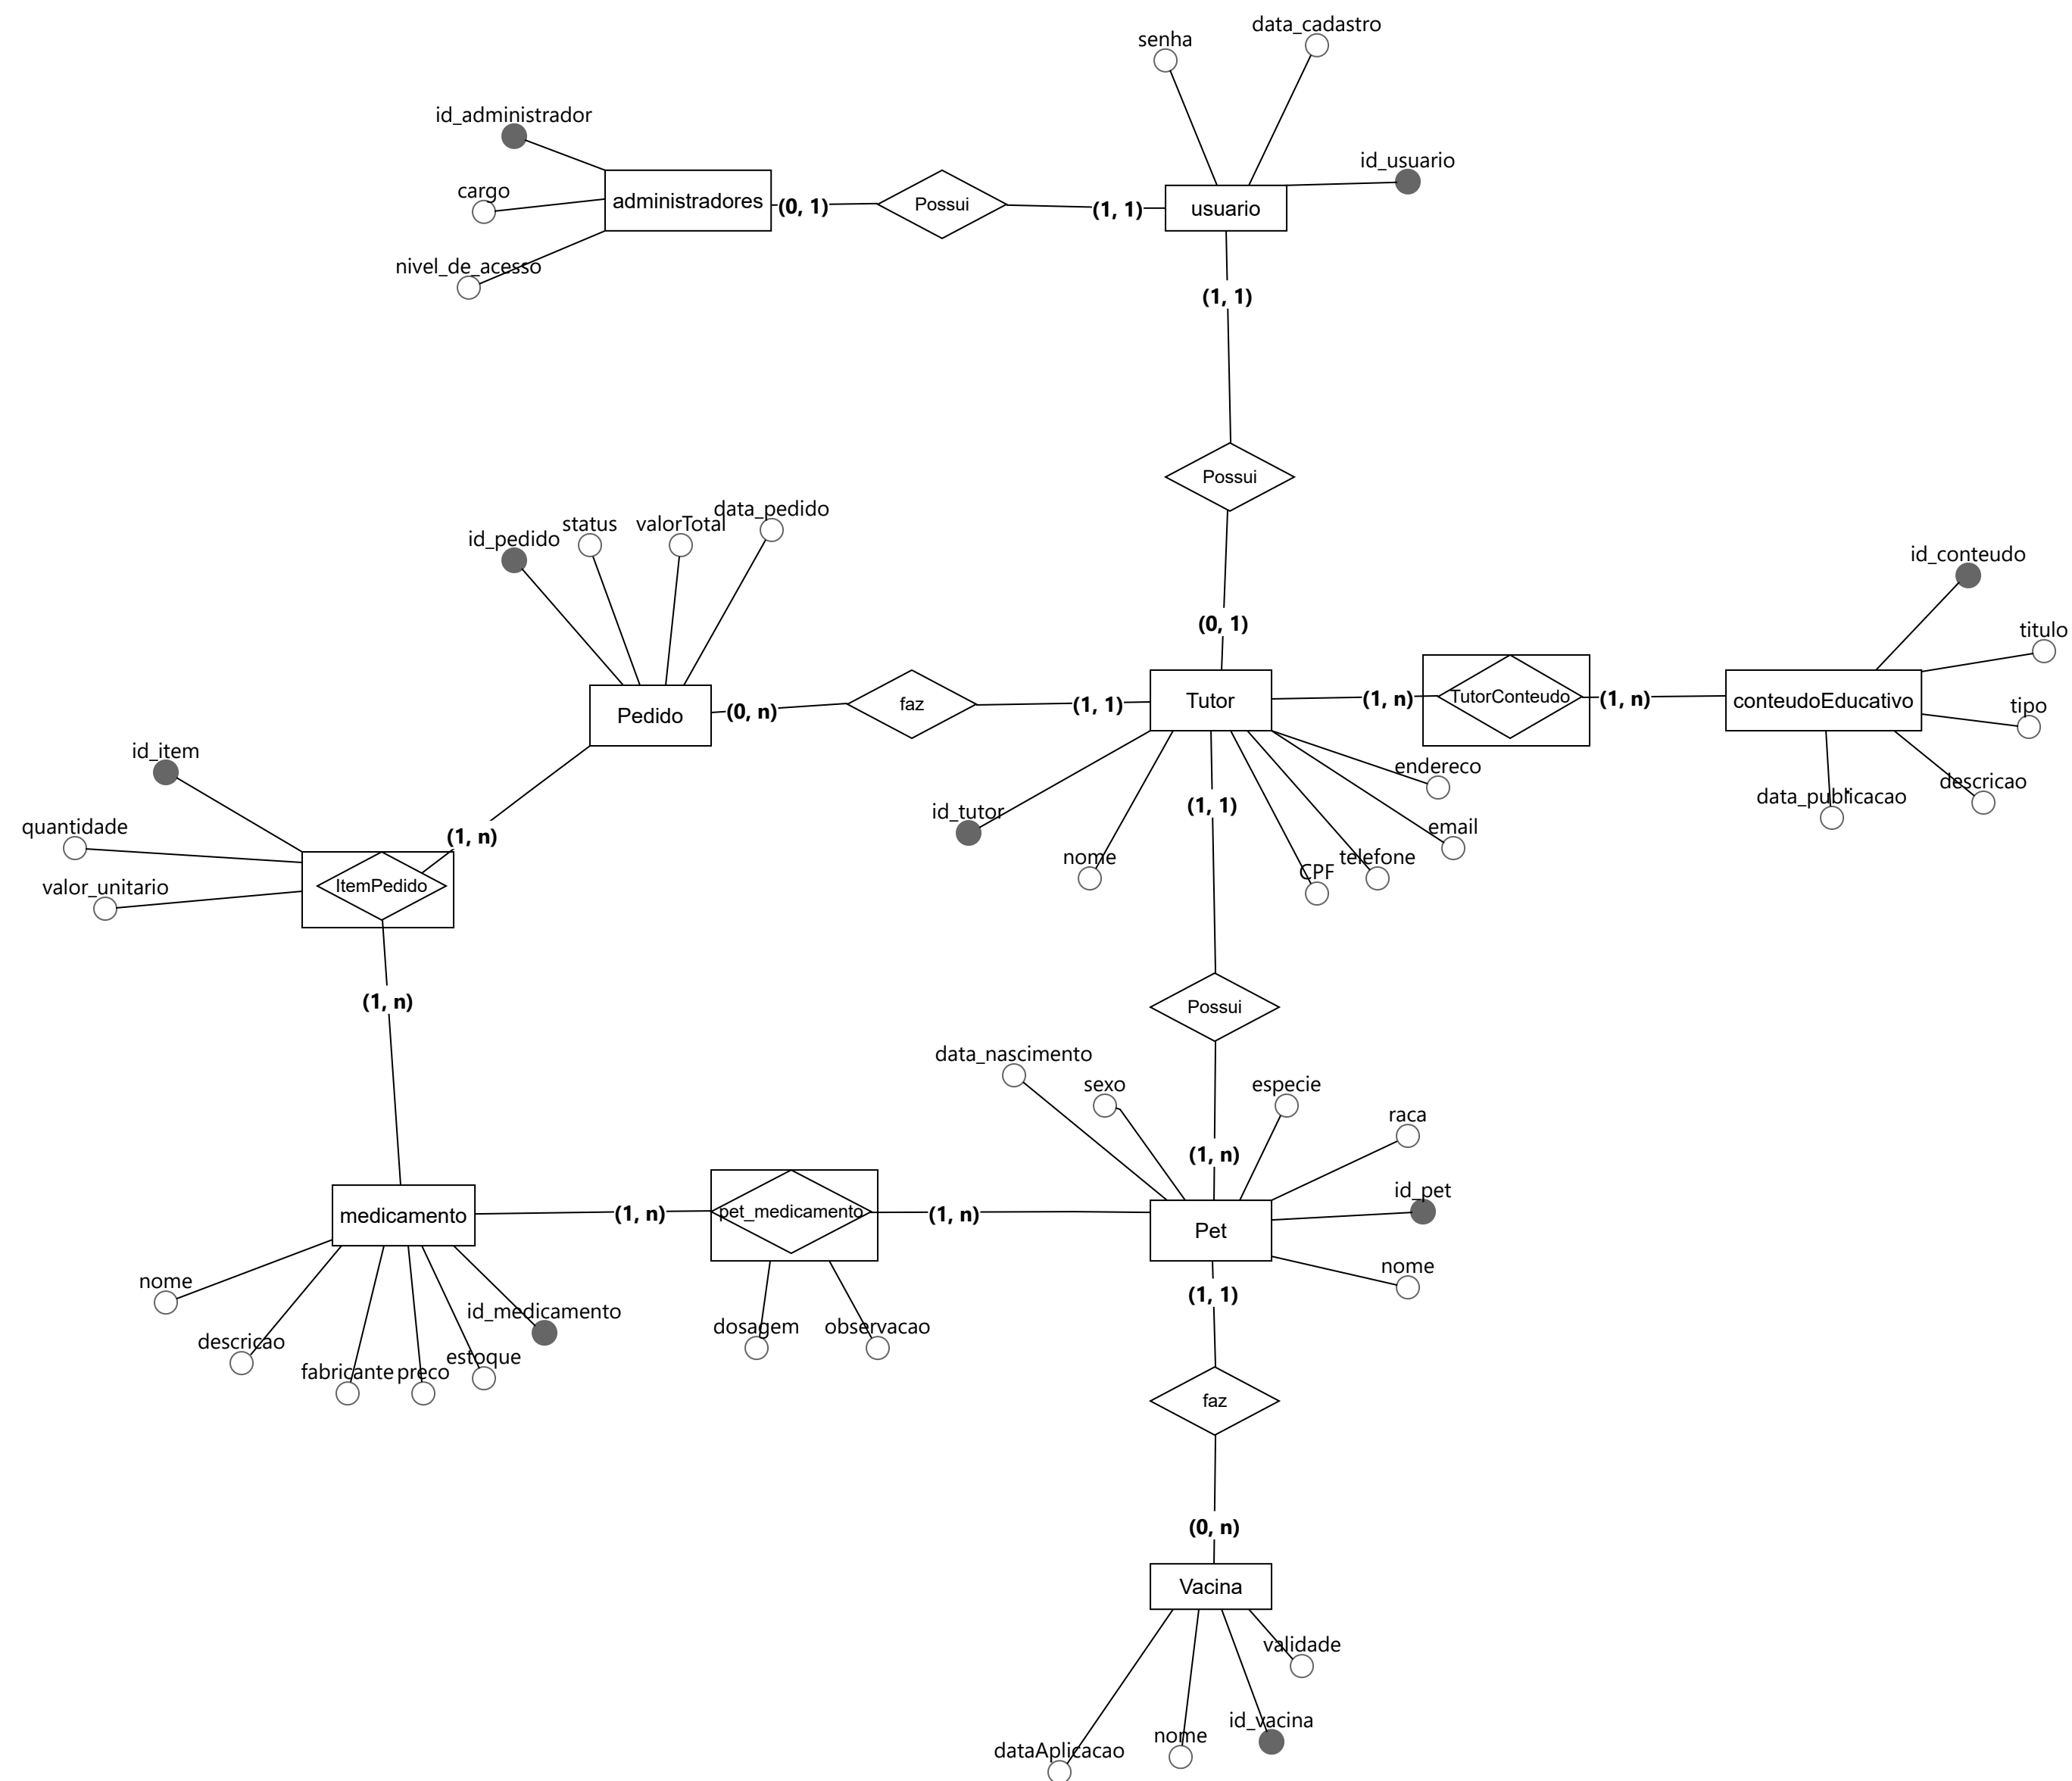 data_cadastro
senha
id_administrador
id_usuario
cargo
administradores
(0, 1)
Possui
(1, 1)
usuario
nivel_de_acesso
(1, 1)
Possui
data_pedido
status
valorTotal
id_pedido
id_conteudo
(0, 1)
titulo
Pedido
(0, n)
faz
(1, 1)
Tutor
(1, n)
TutorConteudo
(1, n)
conteudoEducativo
tipo
id_item
endereco
descricao
data_publicacao
(1, 1)
id_tutor
quantidade
(1, n)
email
nome
telefone
CPF
valor_unitario
ItemPedido
(1, n)
Possui
data_nascimento
sexo
especie
raca
(1, n)
id_pet
medicamento
(1, n)
pet_medicamento
(1, n)
Pet
nome
nome
(1, 1)
id_medicamento
dosagem
observacao
descricao
estoque
fabricante
preco
faz
(0, n)
Vacina
validade
id_vacina
nome
dataAplicacao